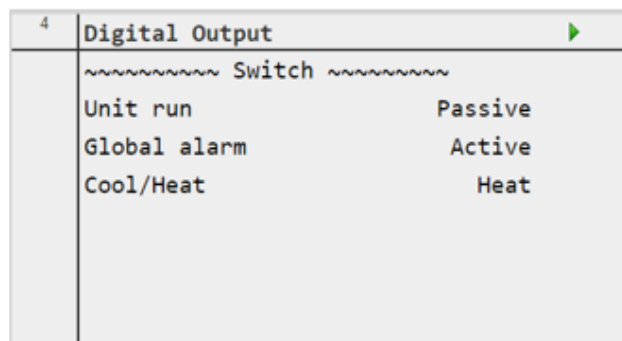 4
Digital Output
~~~~~~~~~~ Switch ~~~~~~~~~
Unit run Passive
Global alarm Active
Cool/Heat Heat